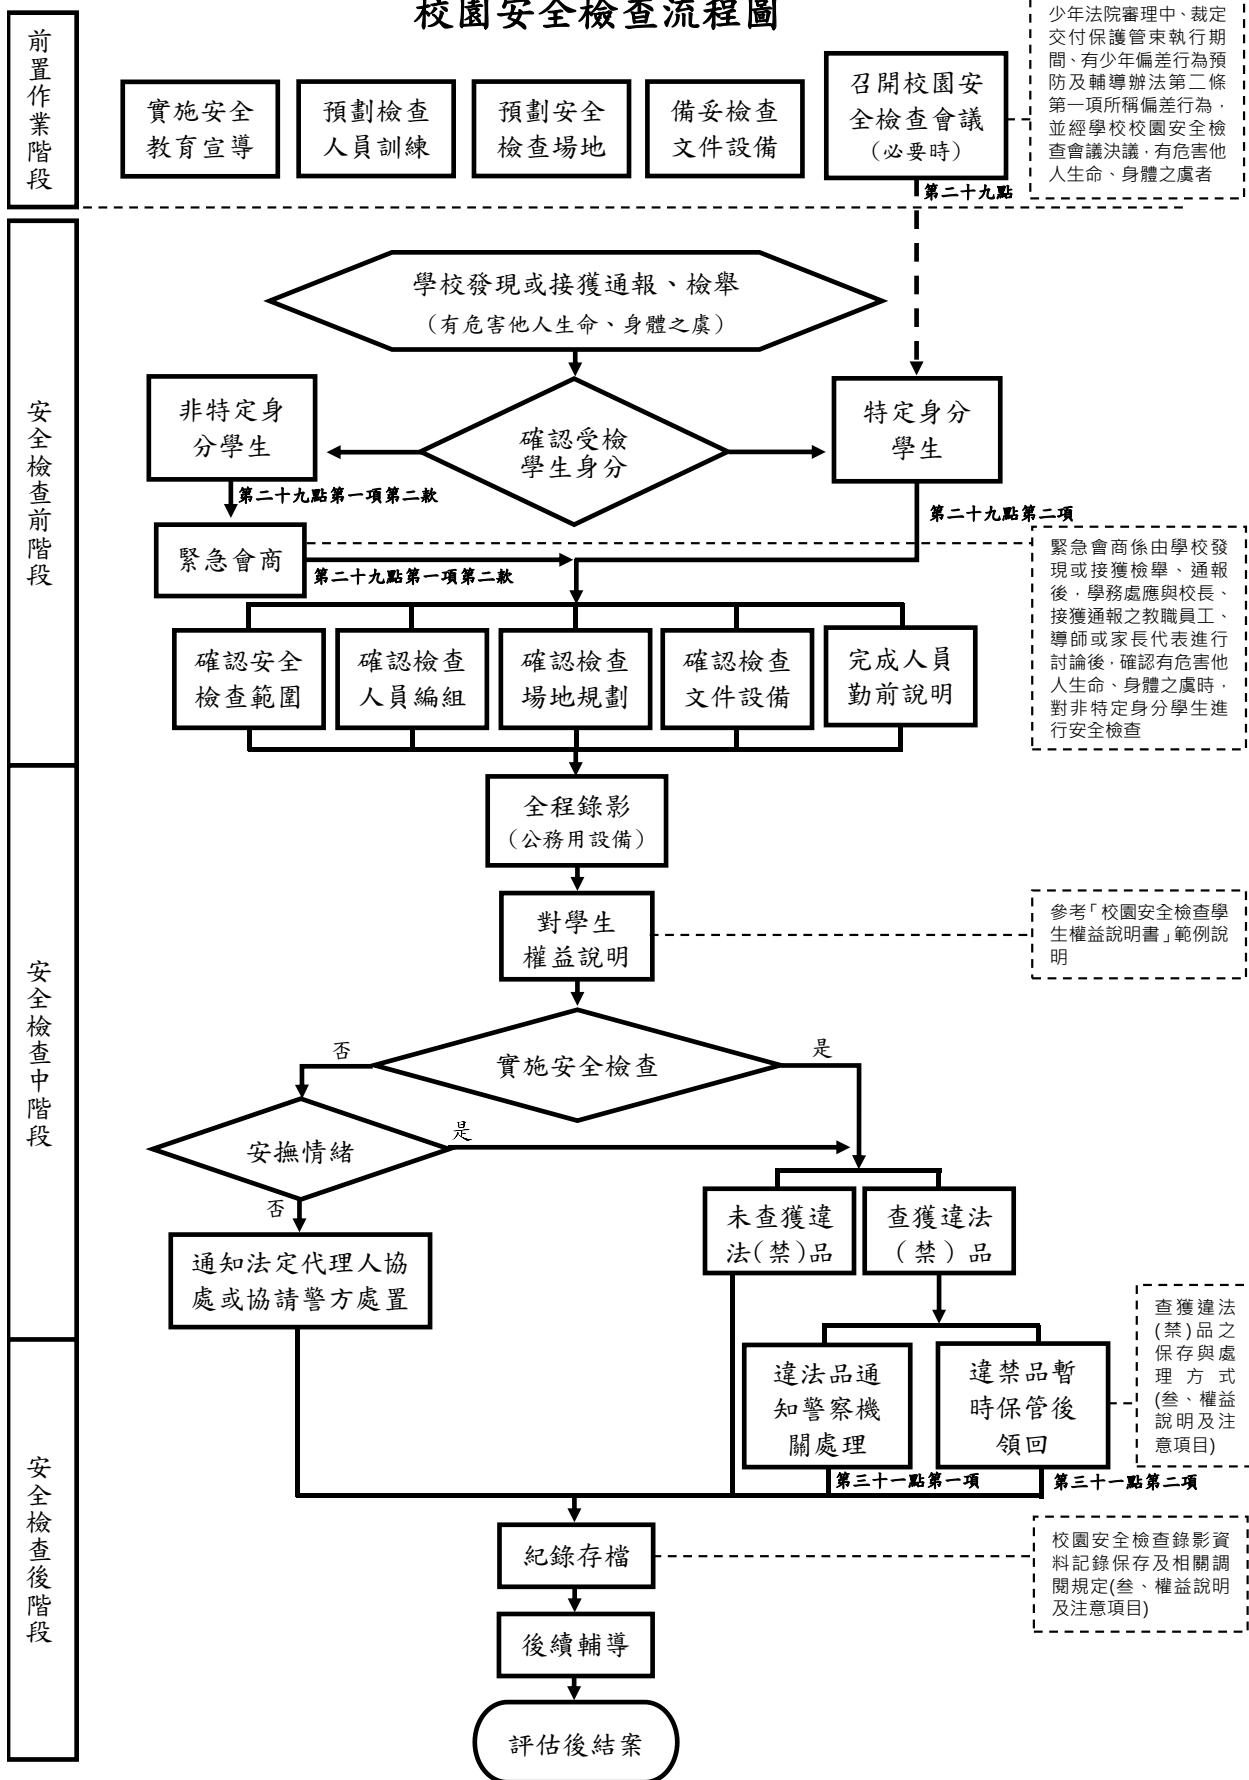 校園安全檢查流程圖
前置作業階段
實施安全
教育宣導
預劃檢查
人員訓練
預劃安全
檢查場地
備妥檢查
文件設備
召開校園安
全檢查會議
(必要時)
少年法院審理中、裁定
交付保護管束執行期
間、有少年偏差行為預
防及輔導辦法第二條
第一項所稱偏差行為，
並經學校校園安全檢
查會議決議，有危害他
人生命、身體之虞者
第二十九點
安全檢查前階段
學校發現或接獲通報、檢舉
（有危害他人生命、身體之虞）
非特定身
分學生
確認受檢
學生身分
特定身分
學生
第二十九點第一項第二款
第二十九點第二項
緊急會商
第二十九點第一項第二款
緊急會商係由學校發
現或接獲檢舉、通報
後，學務處應與校長、
接獲通報之教職員工、
導師或家長代表進行
討論後，確認有危害他
人生命、身體之虞時，
對非特定身分學生進
行安全檢查
確認安全
檢查範圍
確認檢查
人員編組
確認檢查
場地規劃
確認檢查
文件設備
完成人員
勤前說明
安全檢查中階段
全程錄影
（公務用設備）
對學生
權益說明
參考「校園安全檢查學
生權益說明書」範例說
明
實施安全檢查
否
是
安撫情緒
是
否
未查獲違
法(禁)品
查獲違法
（禁）品
通知法定代理人協
處或協請警方處置
查獲違法
(禁)品之
保存與處
理方式
(叁、權益
說明及注
意項目)
安全檢查後階段
違法品通
知警察機
關處理
違禁品暫
時保管後
領回
第三十一點第一項
第三十一點第二項
紀錄存檔
校園安全檢查錄影資
料記錄保存及相關調
閱規定(叁、權益說明
及注意項目)
後續輔導
評估後結案